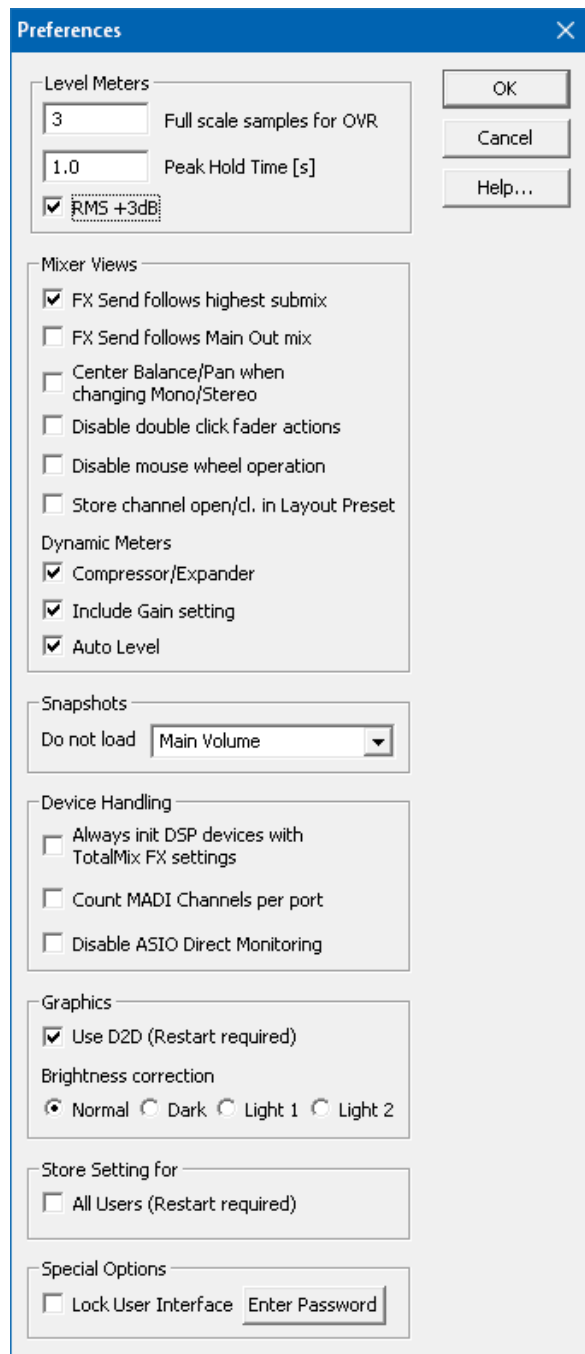 Preferences
Level Meters
3 Full scale samples for OVR
1.0 Peak Hold Time [s]
RMS +3dB
OK
Cancel
Help...
Mixer Views
FX Send follows highest submix
FX Send follows Main Out mix
Center Balance/Pan when
changing Mono/Stereo
Disable double click fader actions
Disable mouse wheel operation
Store channel open/cl. in Layout Preset
Dynamic Meters
Compressor/Expander
Include Gain setting
Auto Level
Snapshots
Do not load Main Volume
Device Handling
Always init DSP devices with
TotalMix FX settings
Count MADI Channels per port
Disable ASIO Direct Monitoring
Graphics
Use D2D (Restart required)
Brightness correction
Normal Dark Light 1 Light 2
Store Setting for
All Users (Restart required)
Special Options
Lock User Interface Enter Password